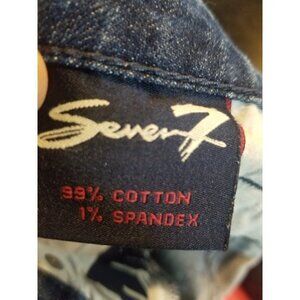 Seven7
99% COTTON
1% SPANDEX